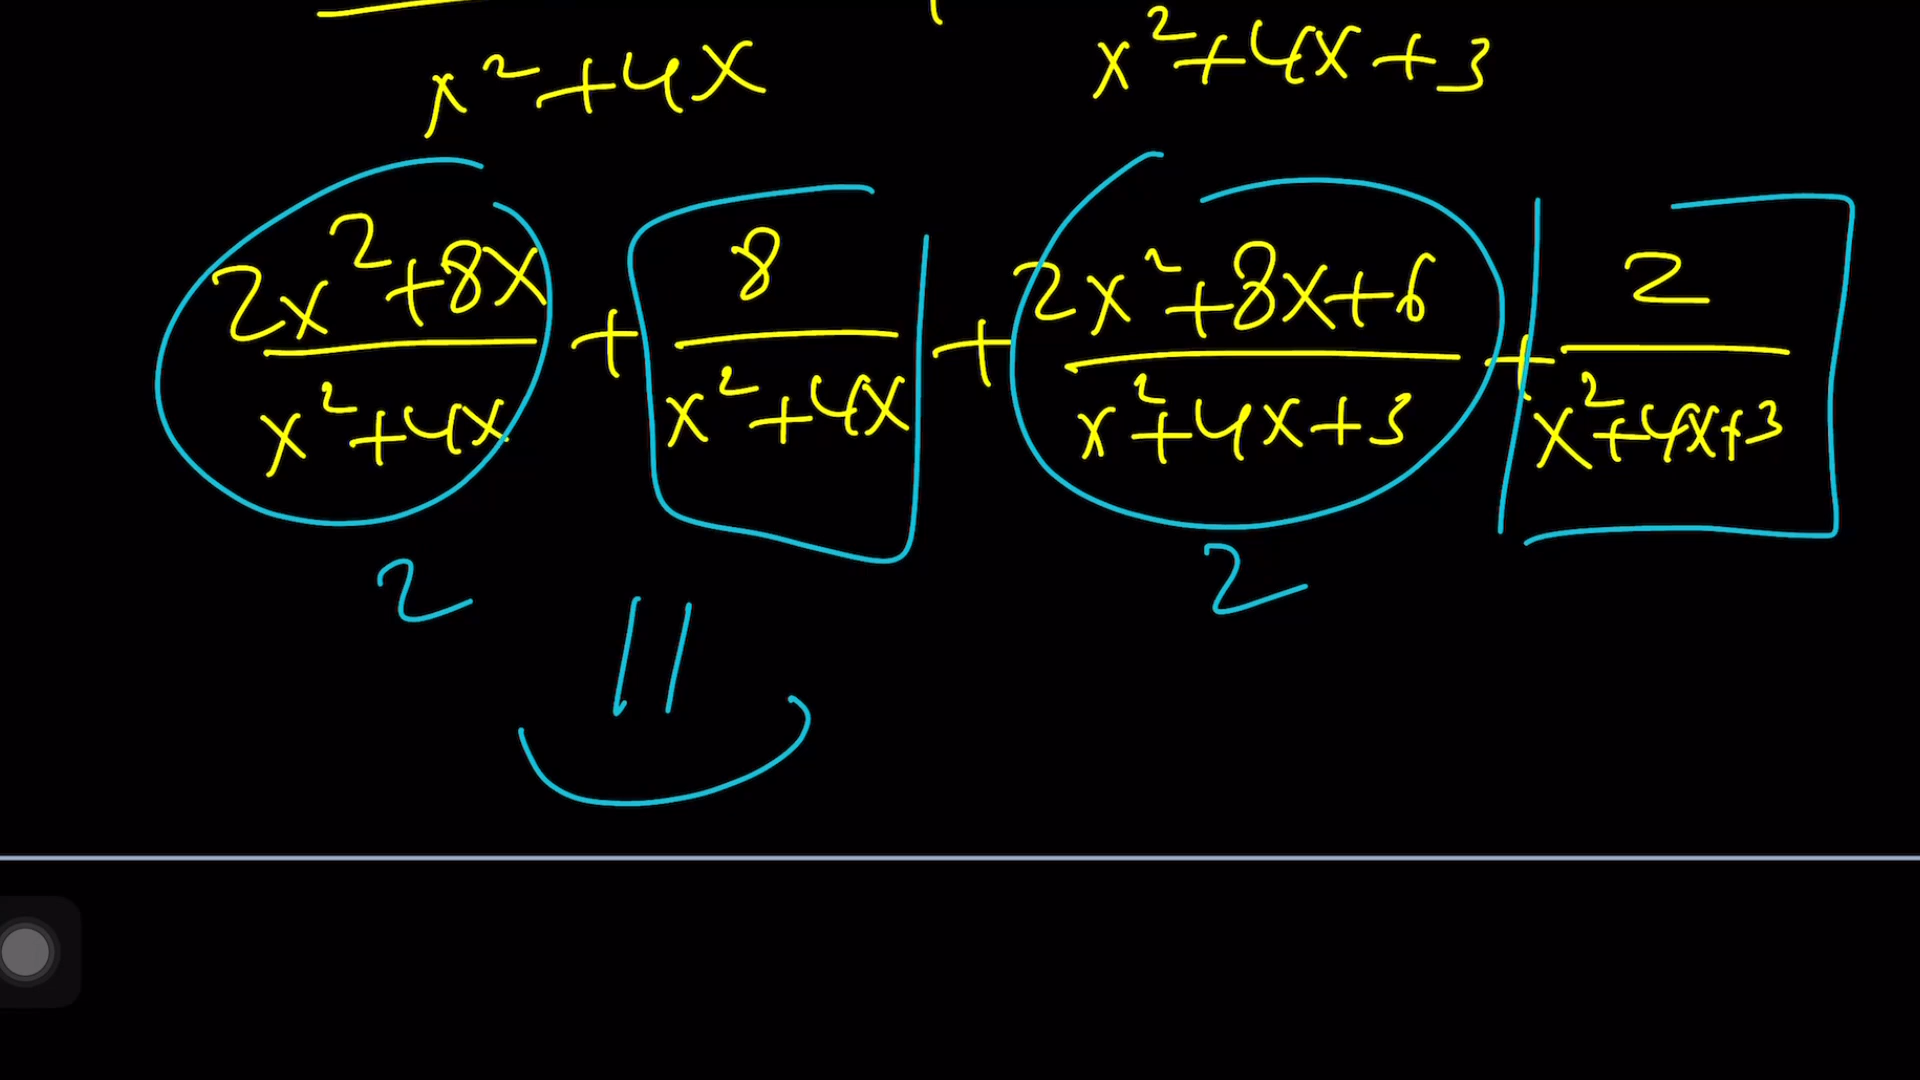 x²+4x x²+4x+3
2x²+8x 8 2x²+8x+6 2
+ + +
x²+4x x²+4x x²+4x+3 x²+4x+3
2 2